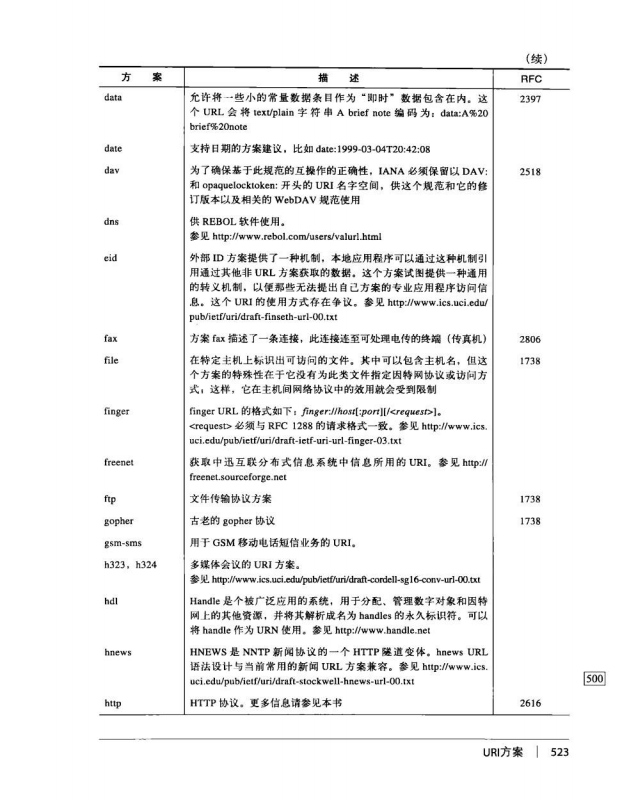 （续）
方 案 描 述 RFC
data 允许将一些小的常量数据条目作为“即时”数据包含在内。这 2397
个 URL 会将 text/plain 字符串 A brief note 编码为：data:A%20
brief%20note
date 支持日期的方案建议，比如 date:1999-03-04T20:42:08
dav 为了确保基于此规范的互操作的正确性，IANA 必须保留以 DAV: 2518
和 opaquelocktoken: 开头的 URI 名字空间，供这个规范和它的修
订版本以及相关的 WebDAV 规范使用
dns 供 REBOL 软件使用。
参见 http://www.rebol.com/users/valurl.html
eid 外部 ID 方案提供了一种机制，本地应用程序可以通过这种机制引
用通过其他非 URL 方案获取的数据。这个方案试图提供一种通用
的转义机制，以便那些无法提出自己方案的专业应用程序访问信
息。这个 URI 的使用方式存在争议。参见 http://www.ics.uci.edu/
pub/ietf/uri/draft-finseth-url-00.txt
fax 方案 fax 描述了一条连接，此连接连至可处理电传的终端（传真机） 2806
file 在特定主机上标识出可访问的文件。其中可以包含主机名，但这 1738
个方案的特殊性在于它没有为此类文件指定因特网协议或访问方
式；这样，它在主机间网络协议中的效用就会受到限制
finger finger URL 的格式如下：finger://host[:port][/<request>]。
<request> 必须与 RFC 1288 的请求格式一致。参见 http://www.ics.
uci.edu/pub/ietf/uri/draft-ietf-uri-url-finger-03.txt
freenet 获取中迅互联分布式信息系统中信息所用的 URI。参见 http://
freenet.sourceforge.net
ftp 文件传输协议方案 1738
gopher 古老的 gopher 协议 1738
gsm-sms 用于 GSM 移动电话短信业务的 URI。
h323，h324 多媒体会议的 URI 方案。
参见 http://www.ics.uci.edu/pub/ietf/uri/draft-cordell-sg16-conv-url-00.txt
hdl Handle 是个被广泛应用的系统，用于分配、管理数字对象和因特
网上的其他资源，并将其解析成名为 handles 的永久标识符。可以
将 handle 作为 URN 使用。参见 http://www.handle.net
hnews HNEWS 是 NNTP 新闻协议的一个 HTTP 隧道变体。hnews URL
语法设计与当前常用的新闻 URL 方案兼容。参见 http://www.ics.
uci.edu/pub/ietf/uri/draft-stockwell-hnews-url-00.txt
500
http HTTP 协议。更多信息请参见本书 2616
URI方案 | 523